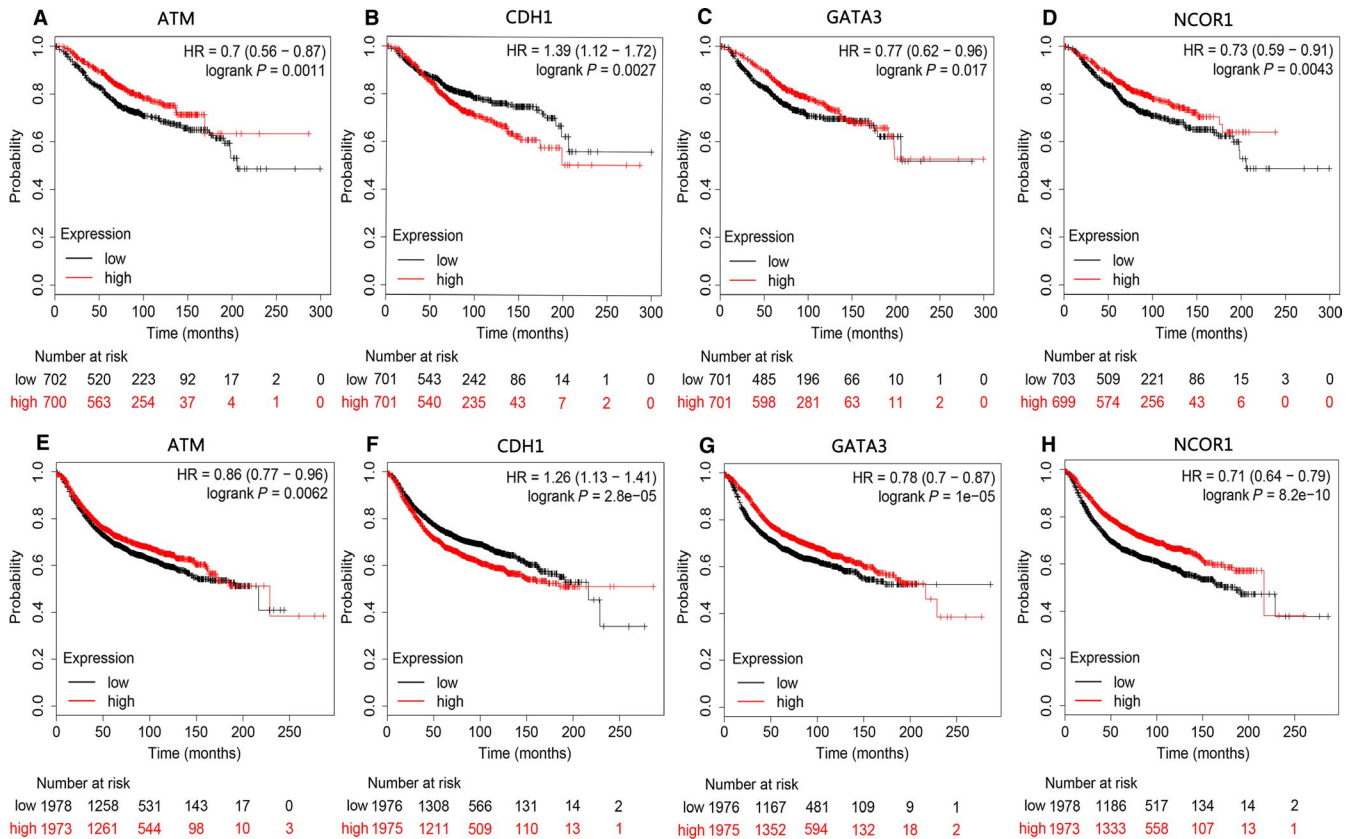 A
ATM
HR = 0.7 (0.56 − 0.87)
logrank P = 0.0011
Probability
1.0
0.8
0.6
0.4
0.2
0.0
Expression
low
high
0 50 100 150 200 250 300
Time (months)
Number at risk
low 702 520 223 92 17 2 0
high 700 563 254 37 4 1 0
B
CDH1
HR = 1.39 (1.12 − 1.72)
logrank P = 0.0027
Probability
1.0
0.8
0.6
0.4
0.2
0.0
Expression
low
high
0 50 100 150 200 250 300
Time (months)
Number at risk
low 701 543 242 86 14 1 0
high 701 540 235 43 7 2 0
C
GATA3
HR = 0.77 (0.62 − 0.96)
logrank P = 0.017
Probability
1.0
0.8
0.6
0.4
0.2
0.0
Expression
low
high
0 50 100 150 200 250 300
Time (months)
Number at risk
low 701 485 196 66 10 1 0
high 701 598 281 63 11 2 0
D
NCOR1
HR = 0.73 (0.59 − 0.91)
logrank P = 0.0043
Probability
1.0
0.8
0.6
0.4
0.2
0.0
Expression
low
high
0 50 100 150 200 250 300
Time (months)
Number at risk
low 703 509 221 86 15 3 0
high 699 574 256 43 6 0 0
E
ATM
HR = 0.86 (0.77 − 0.96)
logrank P = 0.0062
Probability
1.0
0.8
0.6
0.4
0.2
0.0
Expression
low
high
0 50 100 150 200 250
Time (months)
Number at risk
low 1978 1258 531 143 17 0
high 1973 1261 544 98 10 3
F
CDH1
HR = 1.26 (1.13 − 1.41)
logrank P = 2.8e−05
Probability
1.0
0.8
0.6
0.4
0.2
0.0
Expression
low
high
0 50 100 150 200 250
Time (months)
Number at risk
low 1976 1308 566 131 14 2
high 1975 1211 509 110 13 1
G
GATA3
HR = 0.78 (0.7 − 0.87)
logrank P = 1e−05
Probability
1.0
0.8
0.6
0.4
0.2
0.0
Expression
low
high
0 50 100 150 200 250
Time (months)
Number at risk
low 1976 1167 481 109 9 1
high 1975 1352 594 132 18 2
H
NCOR1
HR = 0.71 (0.64 − 0.79)
logrank P = 8.2e−10
Probability
1.0
0.8
0.6
0.4
0.2
0.0
Expression
low
high
0 50 100 150 200 250
Time (months)
Number at risk
low 1978 1186 517 134 14 2
high 1973 1333 558 107 13 1